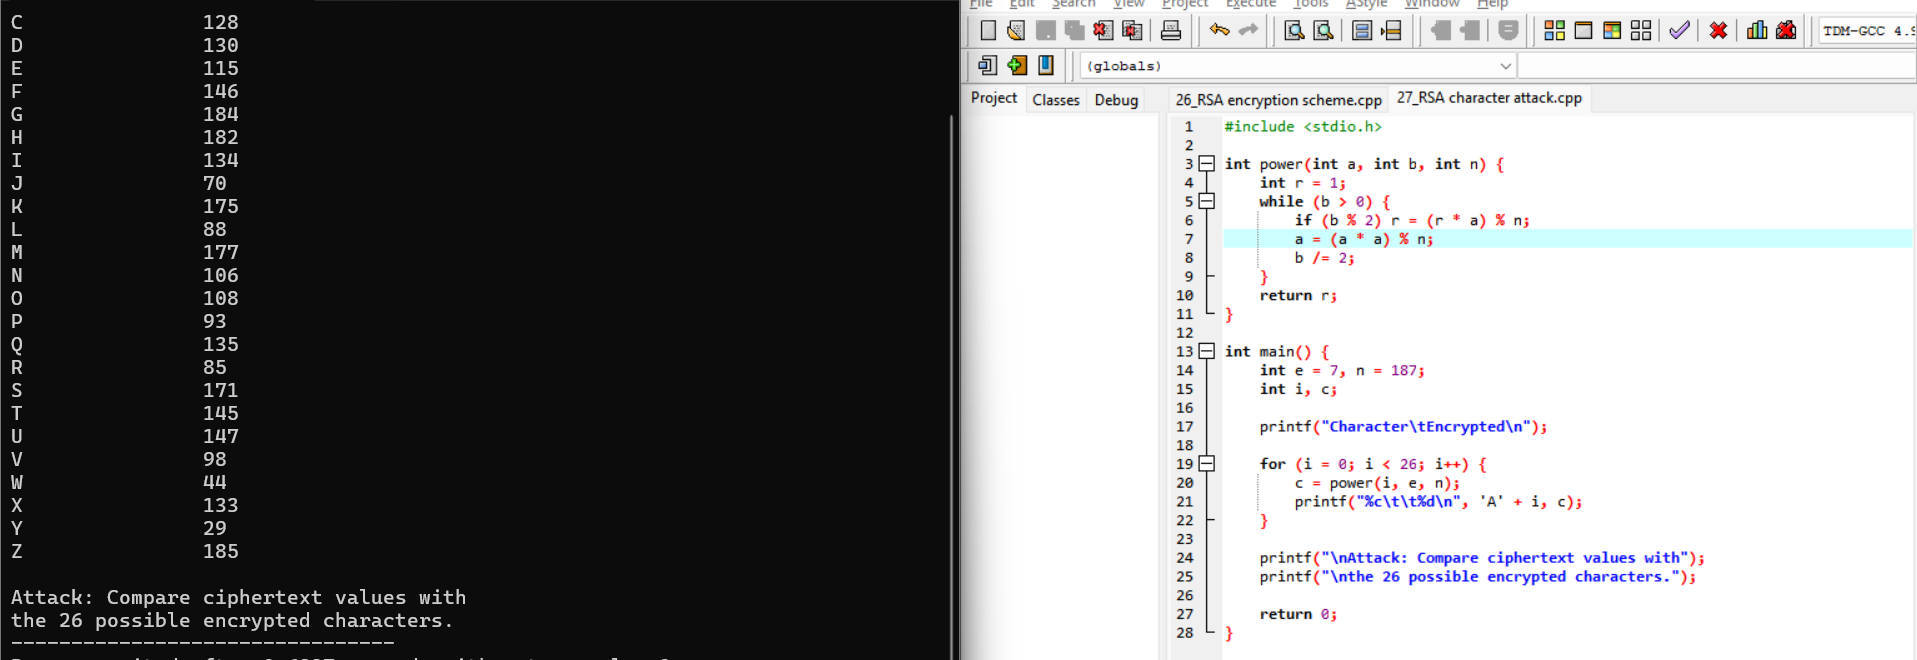 C 128
D 130
E 115
F 146
G 184
H 182
I 134
J 70
K 175
L 88
M 177
N 106
O 108
P 93
Q 135
R 85
S 171
T 145
U 147
V 98
W 44
X 133
Y 29
Z 185
Attack: Compare ciphertext values with
the 26 possible encrypted characters.
--------------------------------
File Edit Search View Project Execute Tools AStyle Window Help
TDM-GCC 4.9
(globals)
Project Classes Debug
26_RSA encryption scheme.cpp 27_RSA character attack.cpp
1 #include <stdio.h>
2
3 int power(int a, int b, int n) {
4 int r = 1;
5 while (b > 0) {
6 if (b % 2) r = (r * a) % n;
7 a = (a * a) % n;
8 b /= 2;
9 }
10 return r;
11 }
12
13 int main() {
14 int e = 7, n = 187;
15 int i, c;
16
17 printf("Character\tEncrypted\n");
18
19 for (i = 0; i < 26; i++) {
20 c = power(i, e, n);
21 printf("%c\t\t%d\n", 'A' + i, c);
22 }
23
24 printf("\nAttack: Compare ciphertext values with");
25 printf("\nthe 26 possible encrypted characters.");
26
27 return 0;
28 }